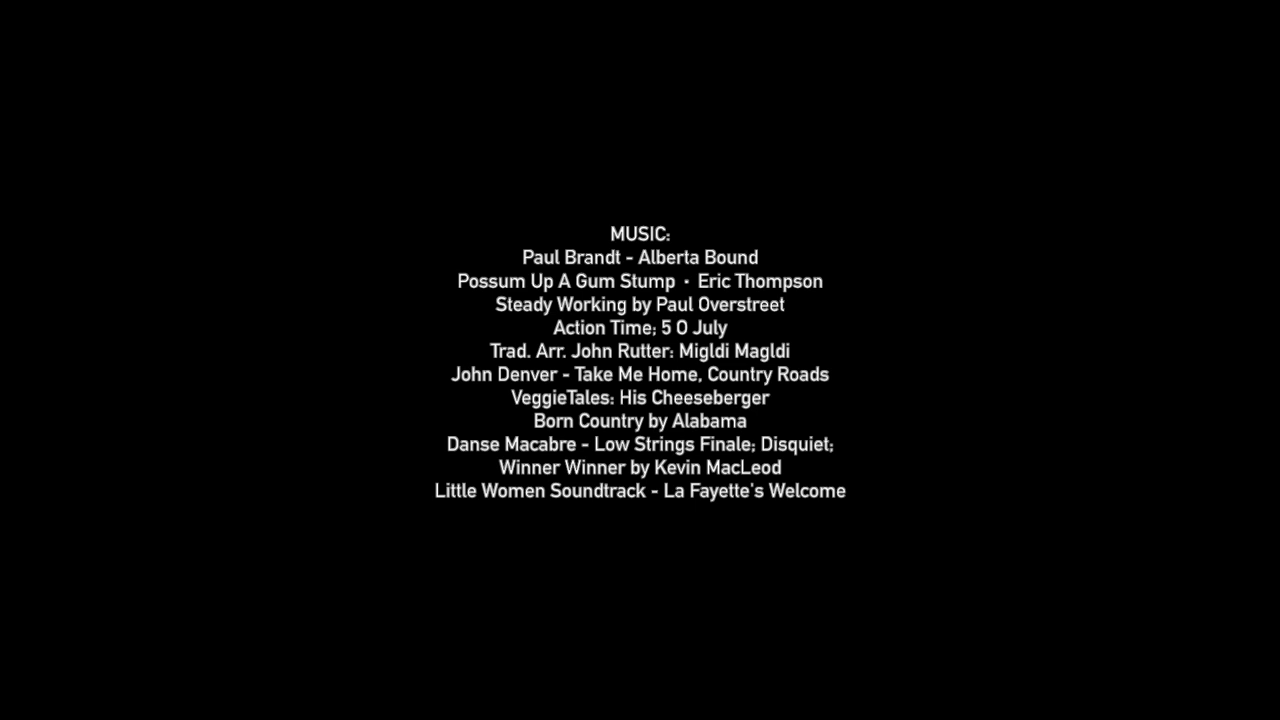 MUSIC:
Paul Brandt - Alberta Bound
Possum Up A Gum Stump · Eric Thompson
Steady Working by Paul Overstreet
Action Time; 5 O July
Trad. Arr. John Rutter: Migldi Magldi
John Denver - Take Me Home, Country Roads
VeggieTales: His Cheeseberger
Born Country by Alabama
Danse Macabre - Low Strings Finale; Disquiet;
Winner Winner by Kevin MacLeod
Little Women Soundtrack - La Fayette's Welcome